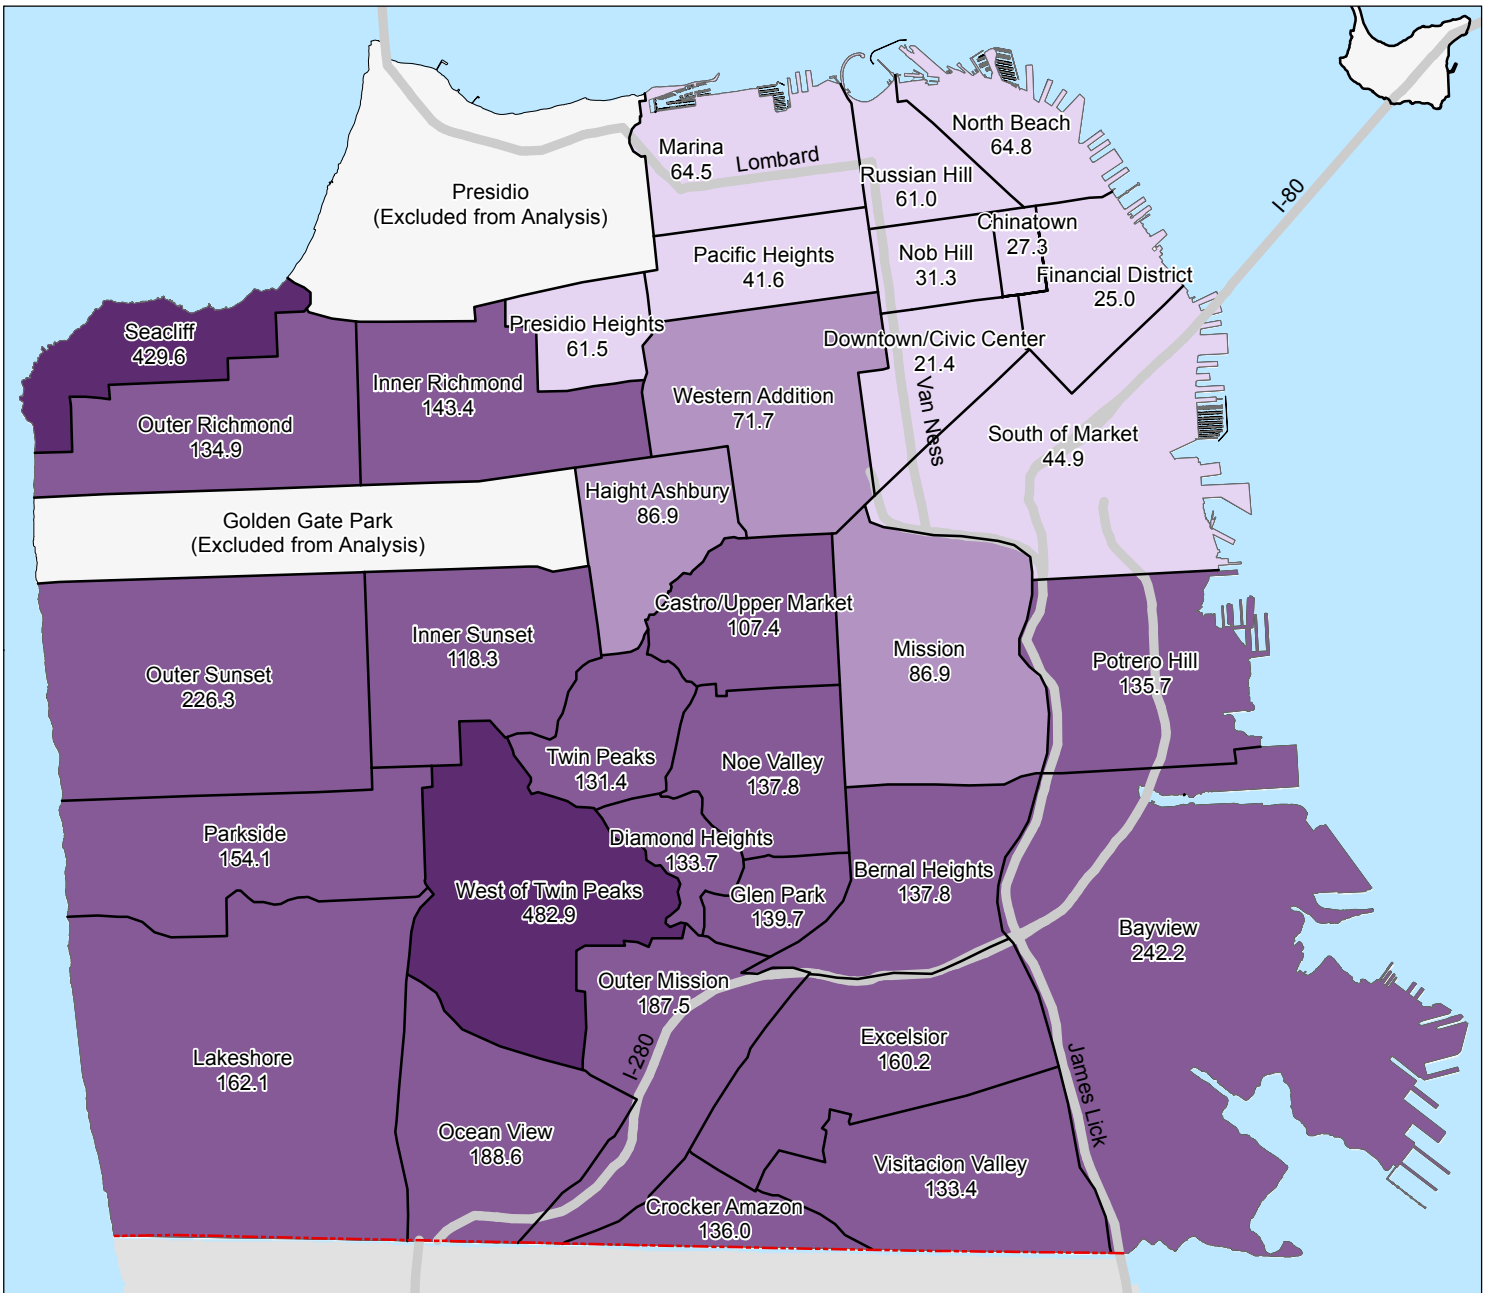 North Beach
64.8
Marina
64.5
Lombard
Russian Hill
61.0
Presidio
(Excluded from Analysis)
I-80
Chinatown
27.3
Pacific Heights
41.6
Nob Hill
31.3
Financial District
25.0
Seacliff
429.6
Presidio Heights
61.5
Downtown/Civic Center
21.4
Inner Richmond
143.4
Western Addition
71.7
Van Ness
Outer Richmond
134.9
South of Market
44.9
Haight Ashbury
86.9
Golden Gate Park
(Excluded from Analysis)
Castro/Upper Market
107.4
Inner Sunset
118.3
Mission
86.9
Potrero Hill
135.7
Outer Sunset
226.3
Twin Peaks
131.4
Noe Valley
137.8
Parkside
154.1
Diamond Heights
133.7
Bernal Heights
137.8
West of Twin Peaks
482.9
Glen Park
139.7
Bayview
242.2
Outer Mission
187.5
Excelsior
160.2
I-280
Lakeshore
162.1
James Lick
Ocean View
188.6
Visitacion Valley
133.4
Crocker Amazon
136.0